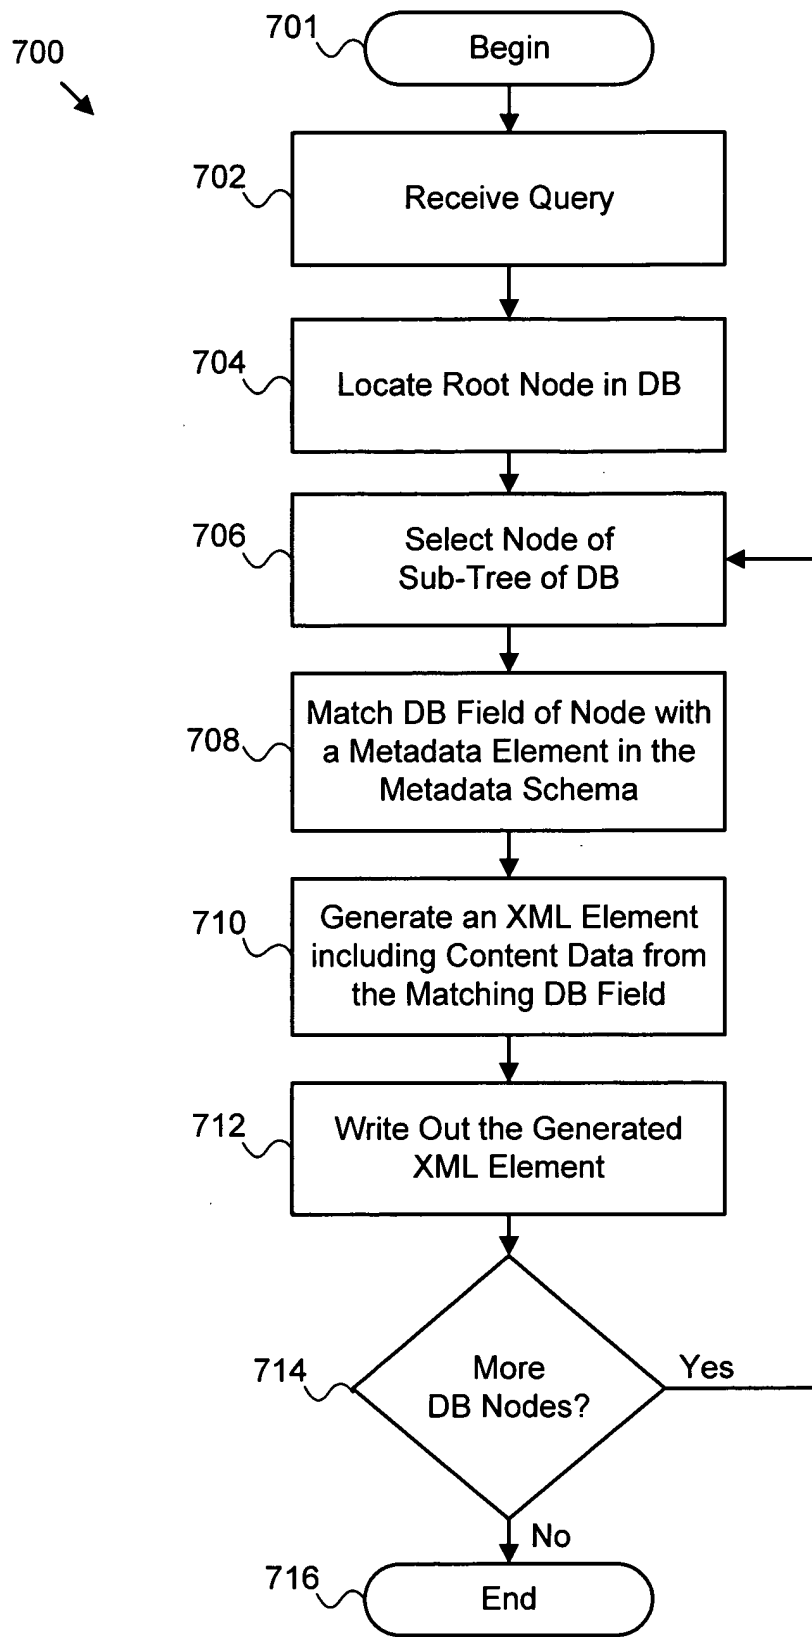 700
701
Begin
702
Receive Query
704
Locate Root Node in DB
706
Select Node of
Sub-Tree of DB
708
Match DB Field of Node with
a Metadata Element in the
Metadata Schema
710
Generate an XML Element
including Content Data from
the Matching DB Field
712
Write Out the Generated
XML Element
714
More
DB Nodes?
Yes
No
716
End